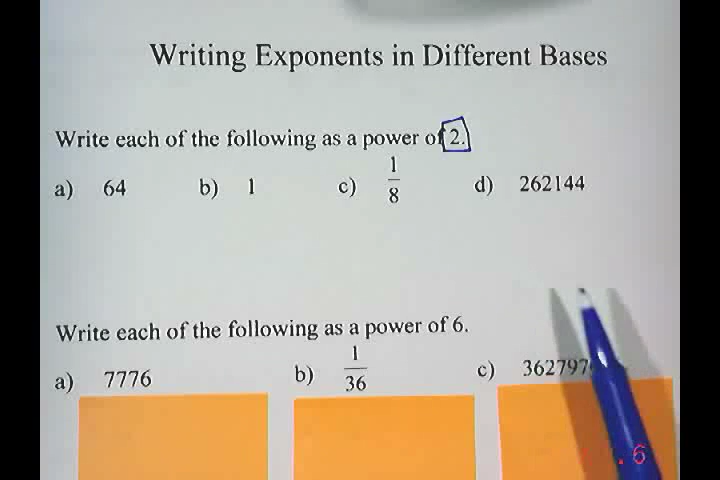 Writing Exponents in Different Bases
Write each of the following as a power of 2.
a) 64 b) 1 c) 1/8 d) 262144
Write each of the following as a power of 6.
a) 7776 b) 1/36 c)
.6